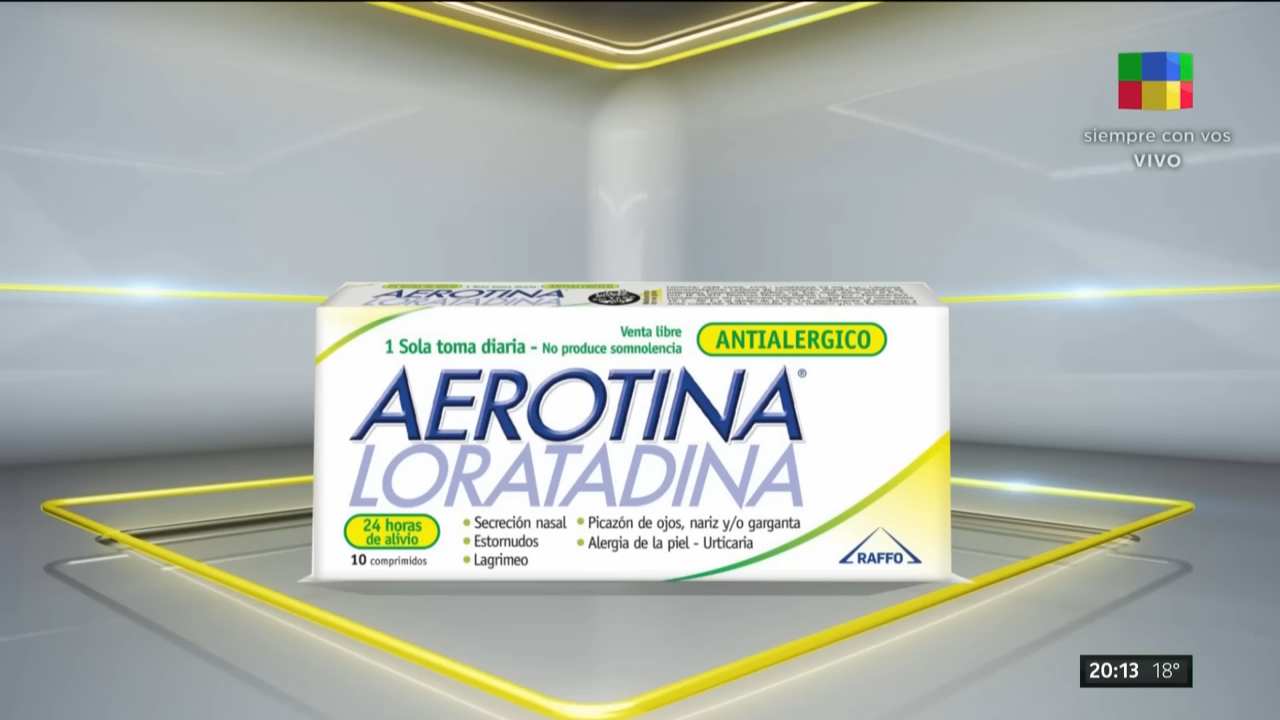 siempre con vos
VIVO
AEROTINA
LORATADINA
Venta libre
1 Sola toma diaria - No produce somnolencia
ANTIALERGICO
AEROTINA®
LORATADINA
24 horas
de alivio
10 comprimidos
• Secreción nasal
• Estornudos
• Lagrimeo
• Picazón de ojos, nariz y/o garganta
• Alergia de la piel - Urticaria
RAFFO
20:13 18°